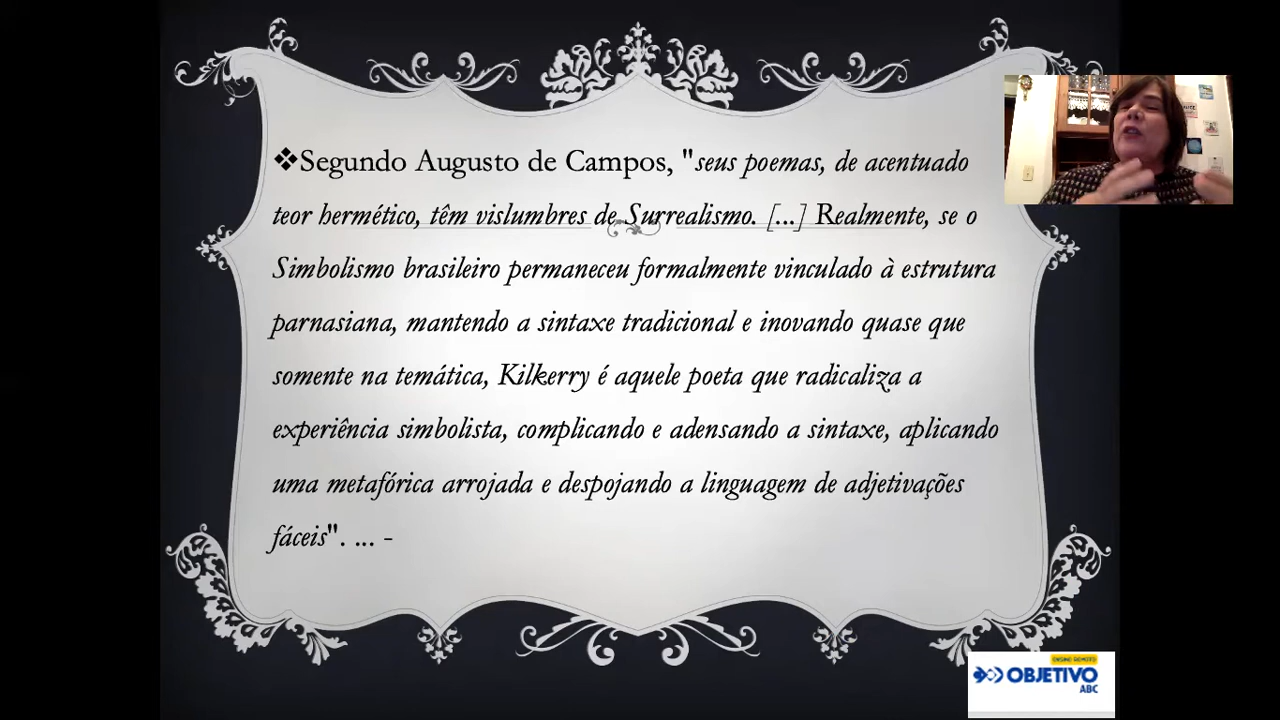 ❖Segundo Augusto de Campos, "seus poemas, de acentuado
teor hermético, têm vislumbres de Surrealismo. [...] Realmente, se o
Simbolismo brasileiro permaneceu formalmente vinculado à estrutura
parnasiana, mantendo a sintaxe tradicional e inovando quase que
somente na temática, Kilkerry é aquele poeta que radicaliza a
experiência simbolista, complicando e adensando a sintaxe, aplicando
uma metafórica arrojada e despojando a linguagem de adjetivações
fáceis". ... -
ENSINO REMOTO
OBJETIVO
ABC